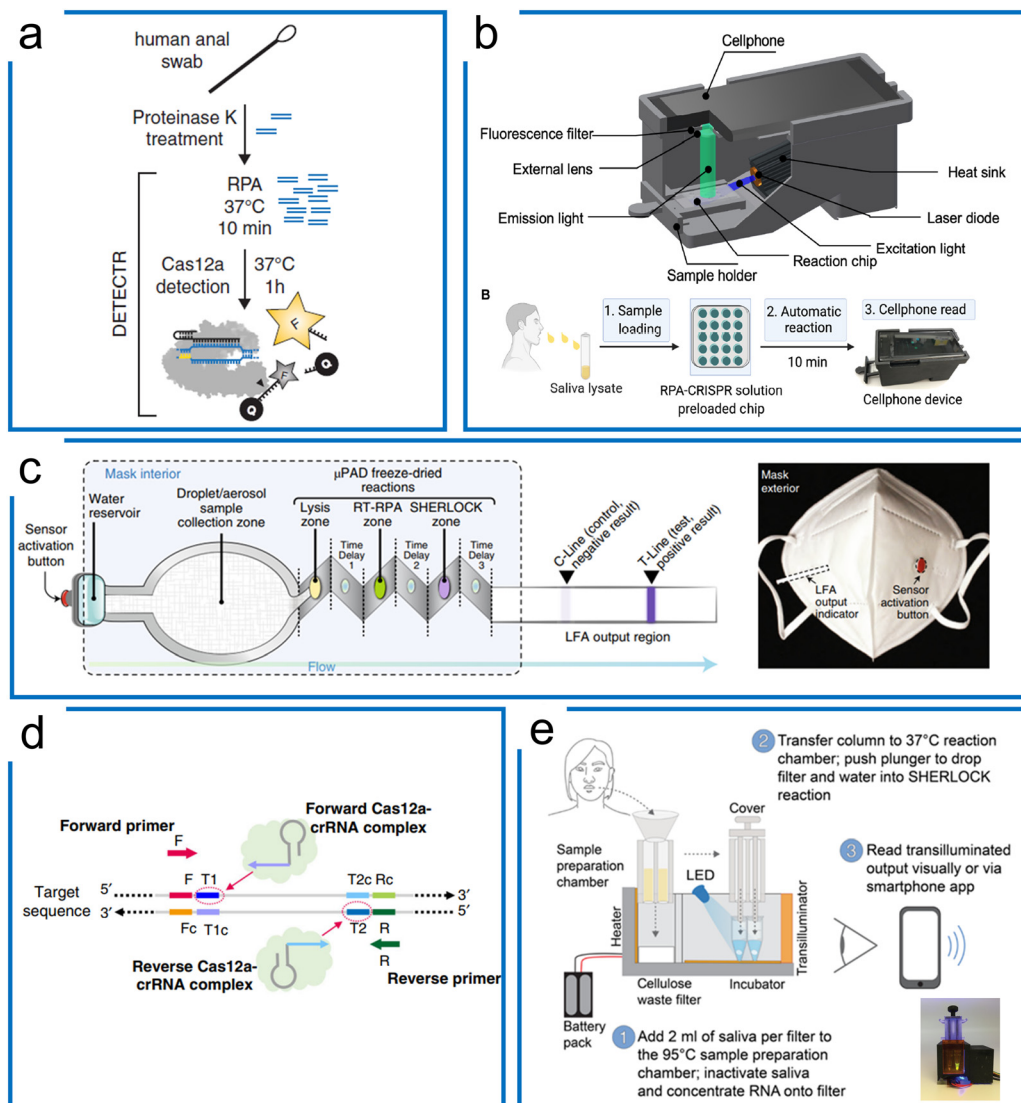 a
human anal
swab
Proteinase K
treatment
RPA
37°C
10 min
Cas12a
detection
37°C
1h
DETECTR
F
F
Q
Q
b
Cellphone
Fluorescence filter
External lens
Emission light
Sample holder
Reaction chip
Excitation light
Laser diode
Heat sink
B
Saliva lysate
1. Sample
loading
RPA-CRISPR solution
preloaded chip
2. Automatic
reaction
10 min
3. Cellphone read
Cellphone device
c
Mask interior
Water
reservoir
Sensor
activation
button
Droplet/aerosol
sample
collection zone
μPAD freeze-dried
reactions
Lysis
zone
RT-RPA
zone
SHERLOCK
zone
Time
Delay
1
Time
Delay
2
Time
Delay
3
C-Line (control,
negative result)
T-Line (test,
positive result)
LFA output region
Flow
Mask
exterior
LFA
output
indicator
Sensor
activation
button
d
Forward primer
F
Forward Cas12a-
crRNA complex
Target
sequence
5′
F
T1
T2c
Rc
3′
3′
Fc
T1c
T2
R
5′
R
Reverse Cas12a-
crRNA complex
Reverse primer
e
2 Transfer column to 37°C reaction
chamber; push plunger to drop
filter and water into SHERLOCK
reaction
Sample
preparation
chamber
Cover
LED
Heater
Transilluminator
Cellulose
waste filter
Incubator
Battery
pack
3 Read transilluminated
output visually or via
smartphone app
1 Add 2 ml of saliva per filter to
the 95°C sample preparation
chamber; inactivate saliva
and concentrate RNA onto filter